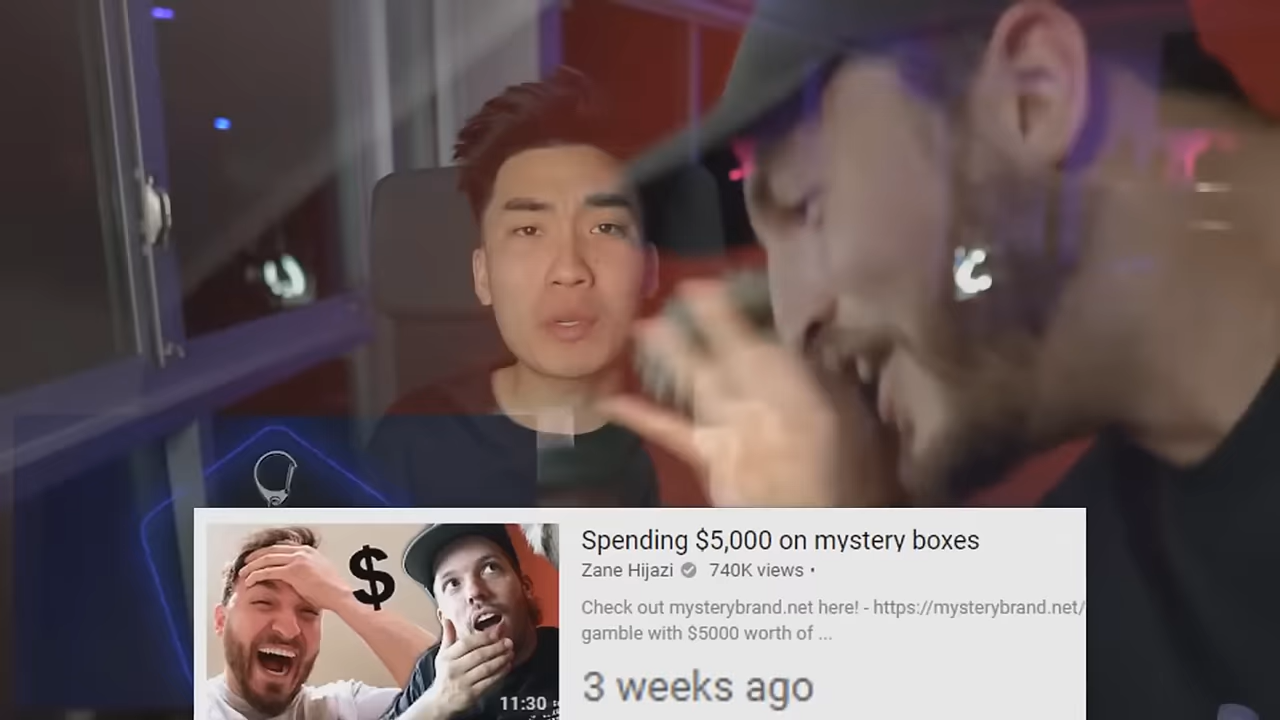 $
11:30
Spending $5,000 on mystery boxes
Zane Hijazi 740K views •
Check out mysterybrand.net here! - https://mysterybrand.net/
gamble with $5000 worth of ...
3 weeks ago